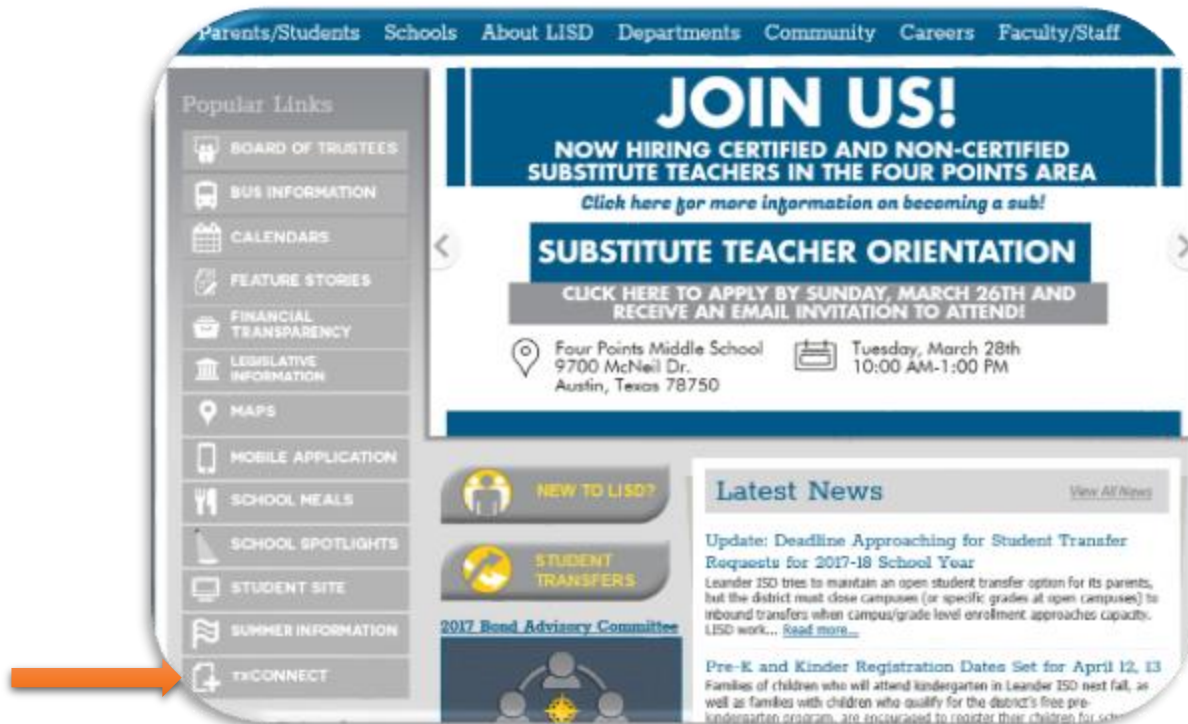 Parents/Students Schools About LISD Departments Community Careers Faculty/Staff
Popular Links
BOARD OF TRUSTEES
BUS INFORMATION
CALENDARS
FEATURE STORIES
FINANCIAL
TRANSPARENCY
LEGISLATIVE
INFORMATION
MAPS
MOBILE APPLICATION
SCHOOL MEALS
SCHOOL SPOTLIGHTS
STUDENT SITE
SUMMER INFORMATION
TXCONNECT
JOIN US!
NOW HIRING CERTIFIED AND NON-CERTIFIED
SUBSTITUTE TEACHERS IN THE FOUR POINTS AREA
Click here for more information on becoming a sub!
SUBSTITUTE TEACHER ORIENTATION
CLICK HERE TO APPLY BY SUNDAY, MARCH 26TH AND
RECEIVE AN EMAIL INVITATION TO ATTEND!
Four Points Middle School
9700 McNeil Dr.
Austin, Texas 78750
Tuesday, March 28th
10:00 AM-1:00 PM
NEW TO LISD?
STUDENT
TRANSFERS
2017 Bond Advisory Committee
Latest News
View All News
Update: Deadline Approaching for Student Transfer
Requests for 2017-18 School Year
Leander ISD tries to maintain an open student transfer option for its parents,
but the district must close campuses (or specific grades at open campuses) to
inbound transfers when campus/grade level enrollment approaches capacity.
LISD work... Read more...
Pre-K and Kinder Registration Dates Set for April 12, 13
Families of children who will attend kindergarten in Leander ISD next fall, as
well as families with children who qualify for the district's free pre-
kindergarten program, are encouraged to register their children for